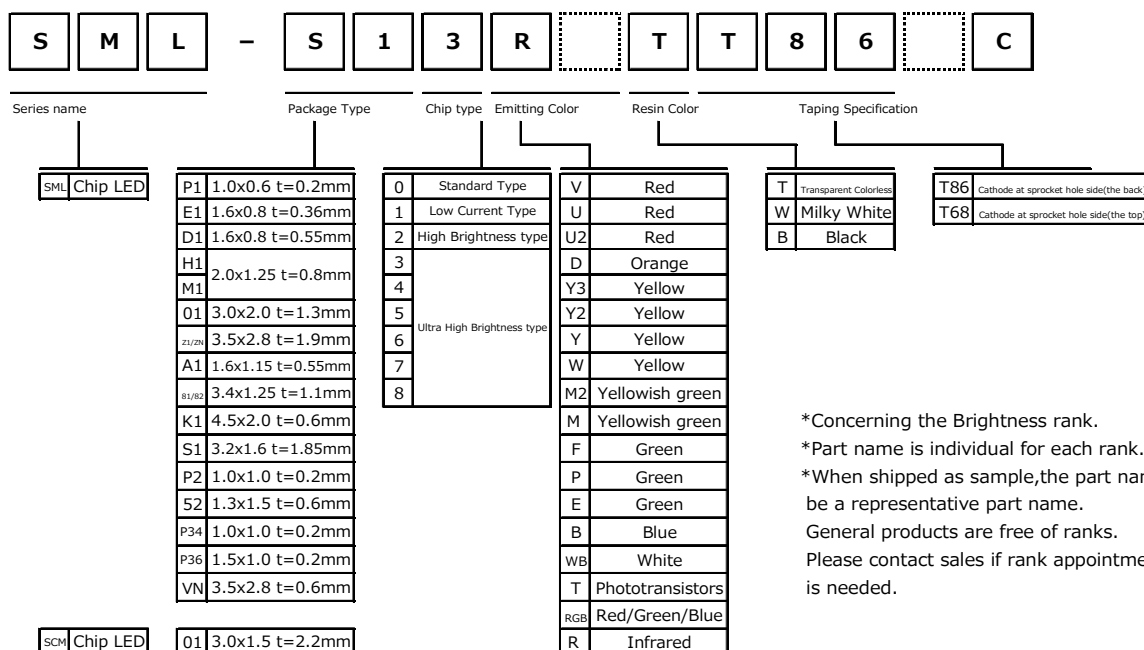 S M L – S 1 3 R T T 8 6 C
Series name Package Type Chip type Emitting Color Resin Color Taping Specification
SML Chip LED
P1 1.0x0.6 t=0.2mm
E1 1.6x0.8 t=0.36mm
D1 1.6x0.8 t=0.55mm
H1 2.0x1.25 t=0.8mm
M1
01 3.0x2.0 t=1.3mm
Z1/ZN 3.5x2.8 t=1.9mm
A1 1.6x1.15 t=0.55mm
81/82 3.4x1.25 t=1.1mm
K1 4.5x2.0 t=0.6mm
S1 3.2x1.6 t=1.85mm
P2 1.0x1.0 t=0.2mm
52 1.3x1.5 t=0.6mm
P34 1.0x1.0 t=0.2mm
P36 1.5x1.0 t=0.2mm
VN 3.5x2.8 t=0.6mm
SCM Chip LED
01 3.0x1.5 t=2.2mm
0 Standard Type
1 Low Current Type
2 High Brightness type
3
4
5
Ultra High Brightness type
6
7
8
V Red
U Red
U2 Red
D Orange
Y3 Yellow
Y2 Yellow
Y Yellow
W Yellow
M2 Yellowish green
M Yellowish green
F Green
P Green
E Green
B Blue
WB White
T Phototransistors
RGB Red/Green/Blue
R Infrared
T Transparent Colorless
W Milky White
B Black
T86 Cathode at sprocket hole side(the back)
T68 Cathode at sprocket hole side(the top)
*Concerning the Brightness rank.
*Part name is individual for each rank.
*When shipped as sample,the part
be a representative part name.
General products are free of ranks.
Please contact sales if rank
is needed.